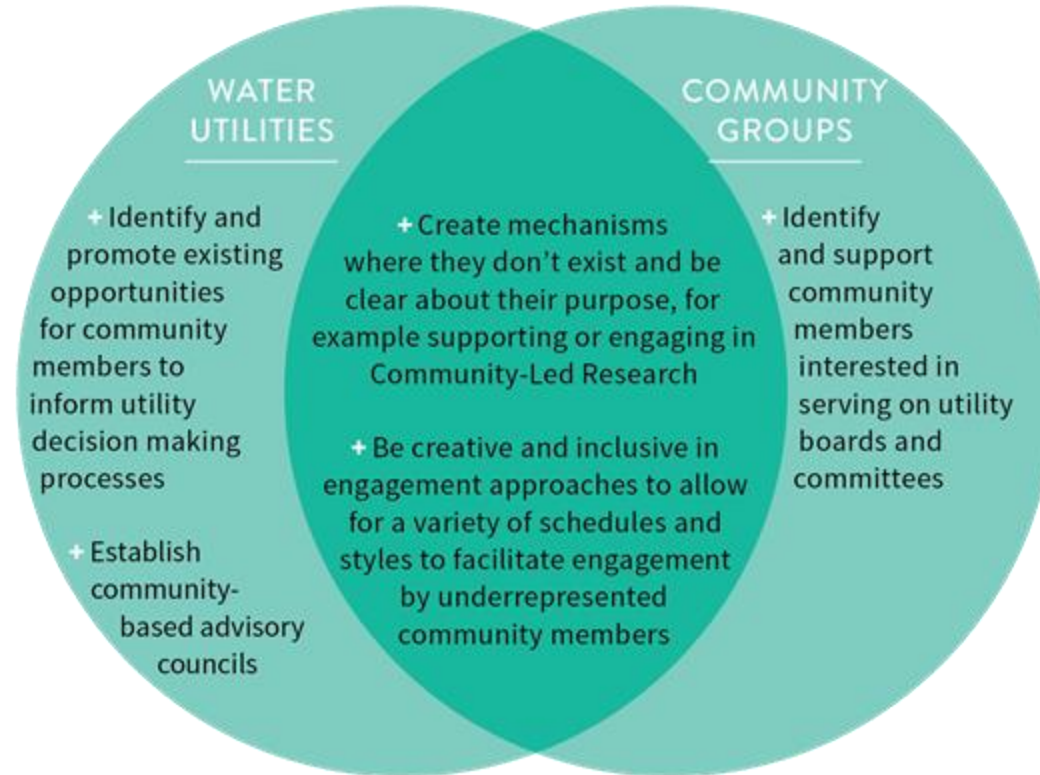 WATER
UTILITIES
+ Identify and
promote existing
opportunities
for community
members to
inform utility
decision making
processes
+ Establish
community-
based advisory
councils
+ Create mechanisms
where they don't exist and be
clear about their purpose, for
example supporting or engaging in
Community-Led Research
+ Be creative and inclusive in
engagement approaches to allow
for a variety of schedules and
styles to facilitate engagement
by underrepresented
community members
COMMUNITY
GROUPS
+ Identify
and support
community
members
interested in
serving on utility
boards and
committees